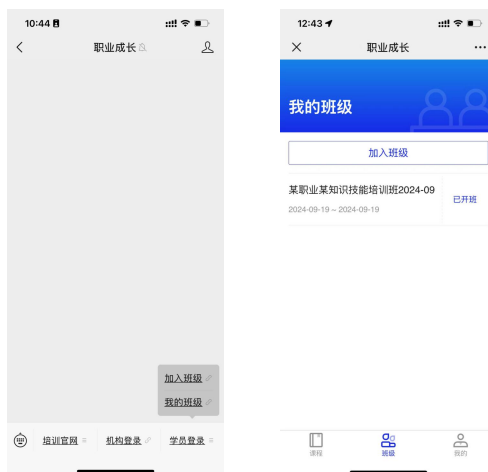 10:44
职业成长
加入班级
我的班级
培训官网
机构登录
学员登录
12:43
职业成长
我的班级
加入班级
某职业某知识技能培训班2024-09
2024-09-19 ~ 2024-09-19
已开班
课程
班级
我的